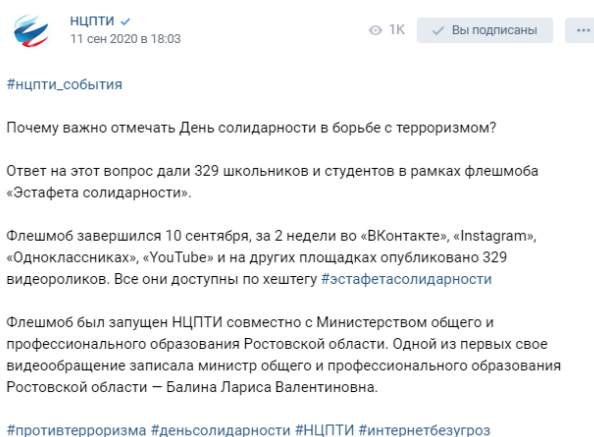 НЦПТИ
11 сен 2020 в 18:03
1K
Вы подписаны
#нцпти_события
Почему важно отмечать День солидарности в борьбе с терроризмом?
Ответ на этот вопрос дали 329 школьников и студентов в рамках флешмоба
«Эстафета солидарности».
Флешмоб завершился 10 сентября, за 2 недели во «ВКонтакте», «Instagram»,
«Одноклассниках», «YouTube» и на других площадках опубликовано 329
видеороликов. Все они доступны по хештегу #эстафетасолидарности
Флешмоб был запущен НЦПТИ совместно с Министерством общего и
профессионального образования Ростовской области. Одной из первых свое
видеообращение записала министр общего и профессионального образования
Ростовской области — Балина Лариса Валентиновна.
#противтерроризма #деньсолидарности #НЦПТИ #интернетбезугроз